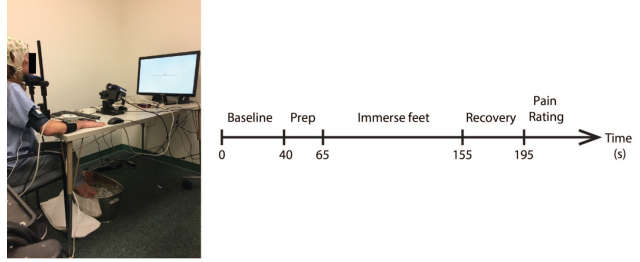 Baseline
Prep
Immerse feet
Recovery
Pain
Rating
Time
(s)
0
40
65
155
195